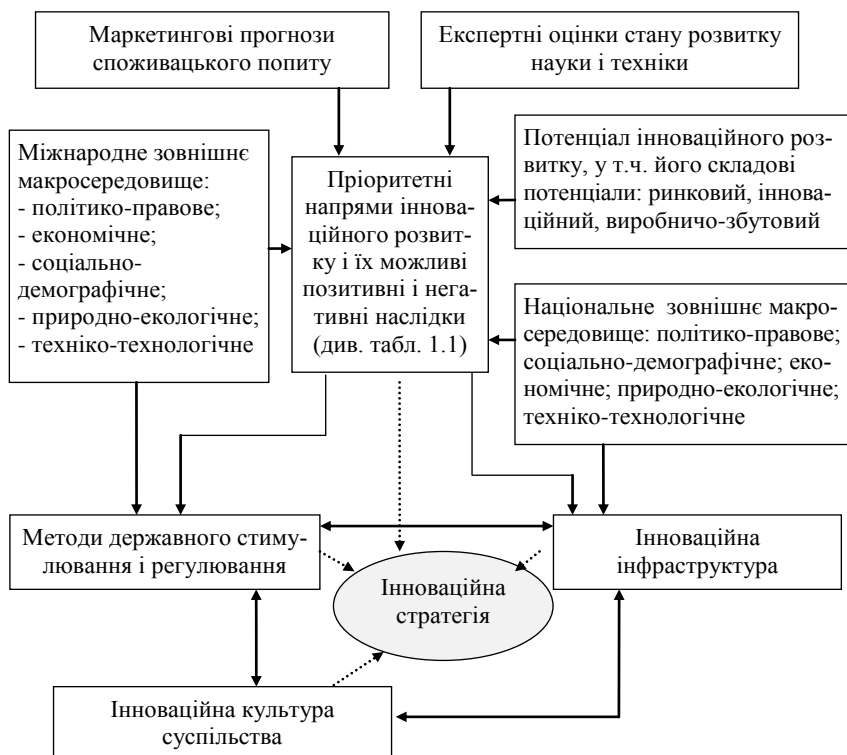 Маркетингові прогнози
споживацького попиту
Експертні оцінки стану розвитку
науки і техніки
Міжнародне зовнішнє
макросередовище:
- політико-правове;
- економічне;
- соціально-
демографічне;
- природно-екологічне;
- техніко-технологічне
Пріоритетні
напрями іннова-
ційного розвит-
ку і їх можливі
позитивні і нега-
тивні наслідки
(див. табл. 1.1)
Потенціал інноваційного роз-
витку, у т.ч. його складові
потенціали: ринковий, іннова-
ційний, виробничо-збутовий
Національне зовнішнє макро-
середовище: політико-правове;
соціально-демографічне; еко-
номічне; природно-екологічне;
техніко-технологічне
Методи державного стиму-
лювання і регулювання
Інноваційна
стратегія
Інноваційна
інфраструктура
Інноваційна культура
суспільства